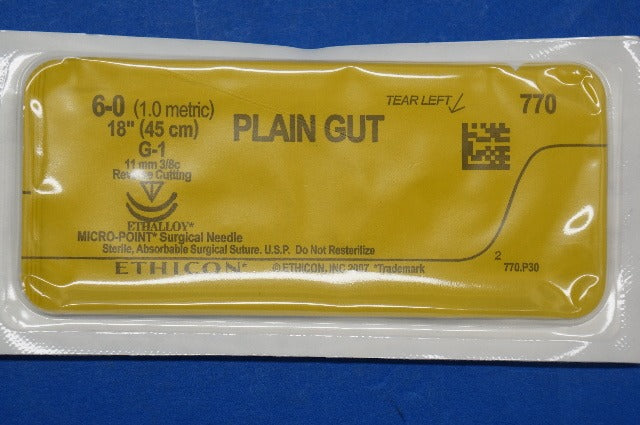 6-0 (1.0 metric)
18" (45 cm)
G-1
11 mm 3/8c
Reverse Cutting
ETHALLOY*
MICRO-POINT* Surgical Needle
Sterile, Absorbable Surgical Suture. U.S.P. Do Not Resterilize
ETHICON*
© ETHICON, INC 2007 *Trademark
PLAIN GUT
TEAR LEFT
770
2
770.P30